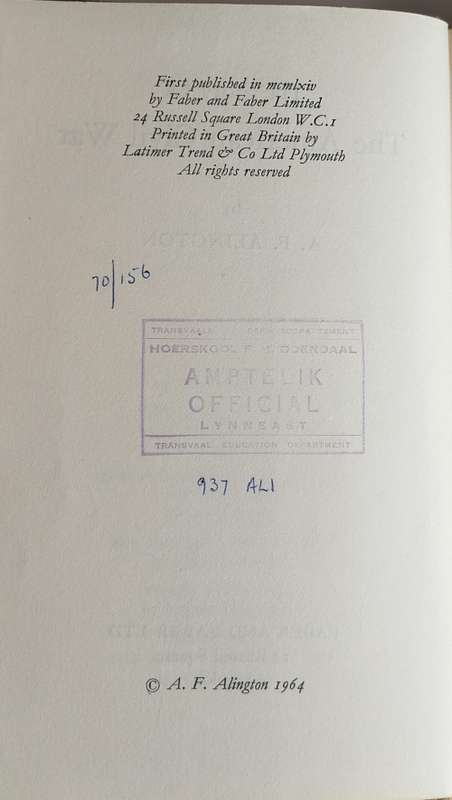 First published in mcmlxiv
by Faber and Faber Limited
24 Russell Square London W.C.1
Printed in Great Britain by
Latimer Trend & Co Ltd Plymouth
All rights reserved
70/156
HOERSKOOL ODENDAAL
AMPTELIK
OFFICIAL
LYNNEAST
TRANSVAAL EDUCATION DEPARTMENT
937 ALI
© A. F. Alington 1964